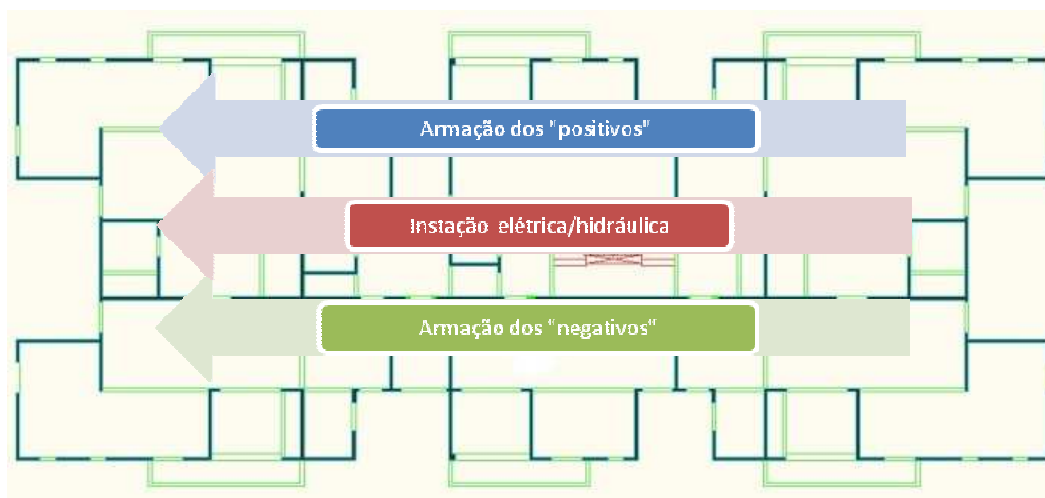 Armação dos "positivos"
Instação elétrica/hidráulica
Armação dos "negativos"